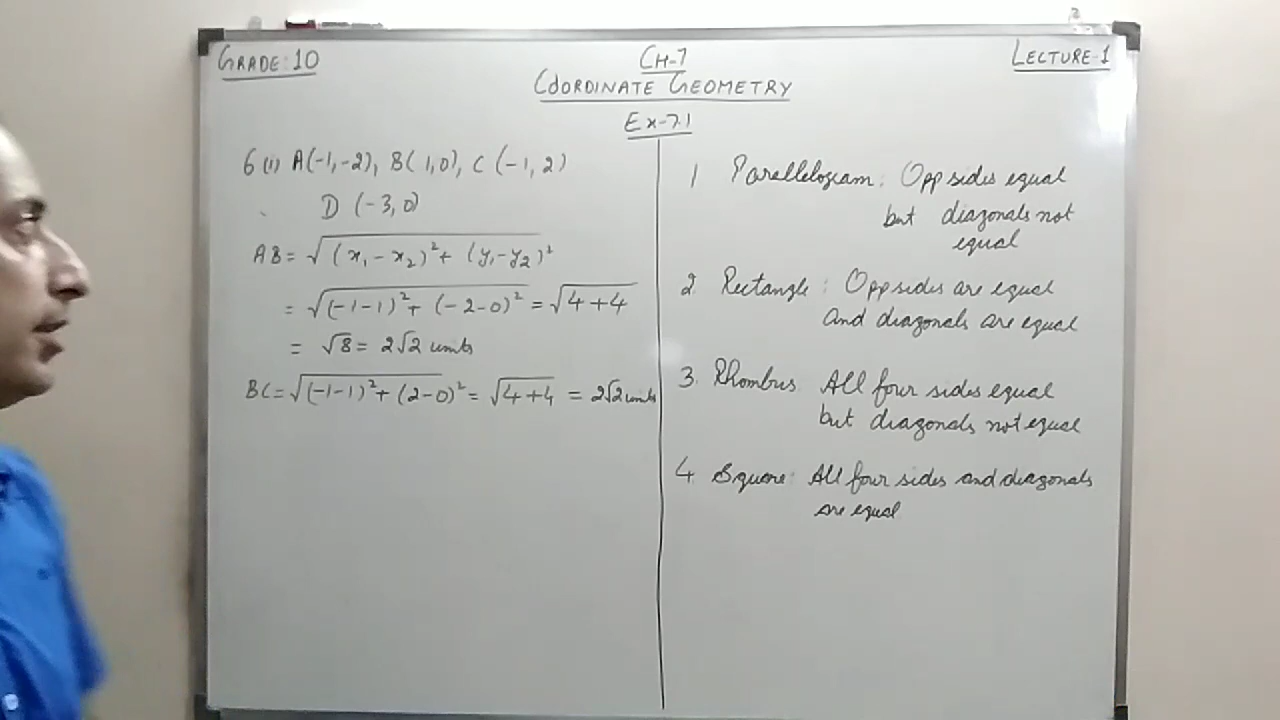 GRADE:10
CH-7
LECTURE-1
COORDINATE GEOMETRY
Ex-7.1
6 (i) A(-1,-2), B(1,0), C(-1,2)
D (-3,0)
AB = √(x₁ - x₂)² + (y₁-y₂)²
= √(-1-1)² + (-2-0)² = √4+4
= √8 = 2√2 units
BC = √(-1-1)² + (2-0)² = √4+4 = 2√2 units
1 Parallelogram: Opp sides equal
but diagonals not
equal
2. Rectangle: Opp sides are equal
and diagonals are equal
3. Rhombus All four sides equal
but diagonals not equal
4. Square: All four sides and diagonals
are equal